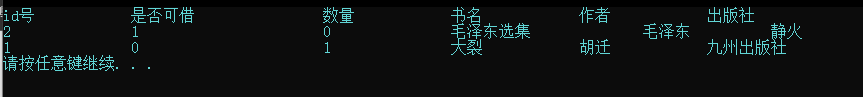 id号 是否可借 数量 书名 作者 出版社
2 1 0 毛泽东选集 毛泽东 静火
1 0 1 大裂 胡迁 九州出版社
请按任意键继续. . .